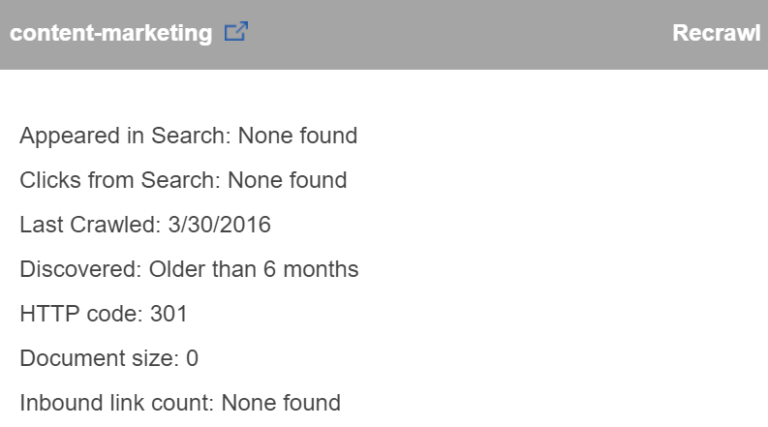 content-marketing
Recrawl
Appeared in Search: None found
Clicks from Search: None found
Last Crawled: 3/30/2016
Discovered: Older than 6 months
HTTP code: 301
Document size: 0
Inbound link count: None found